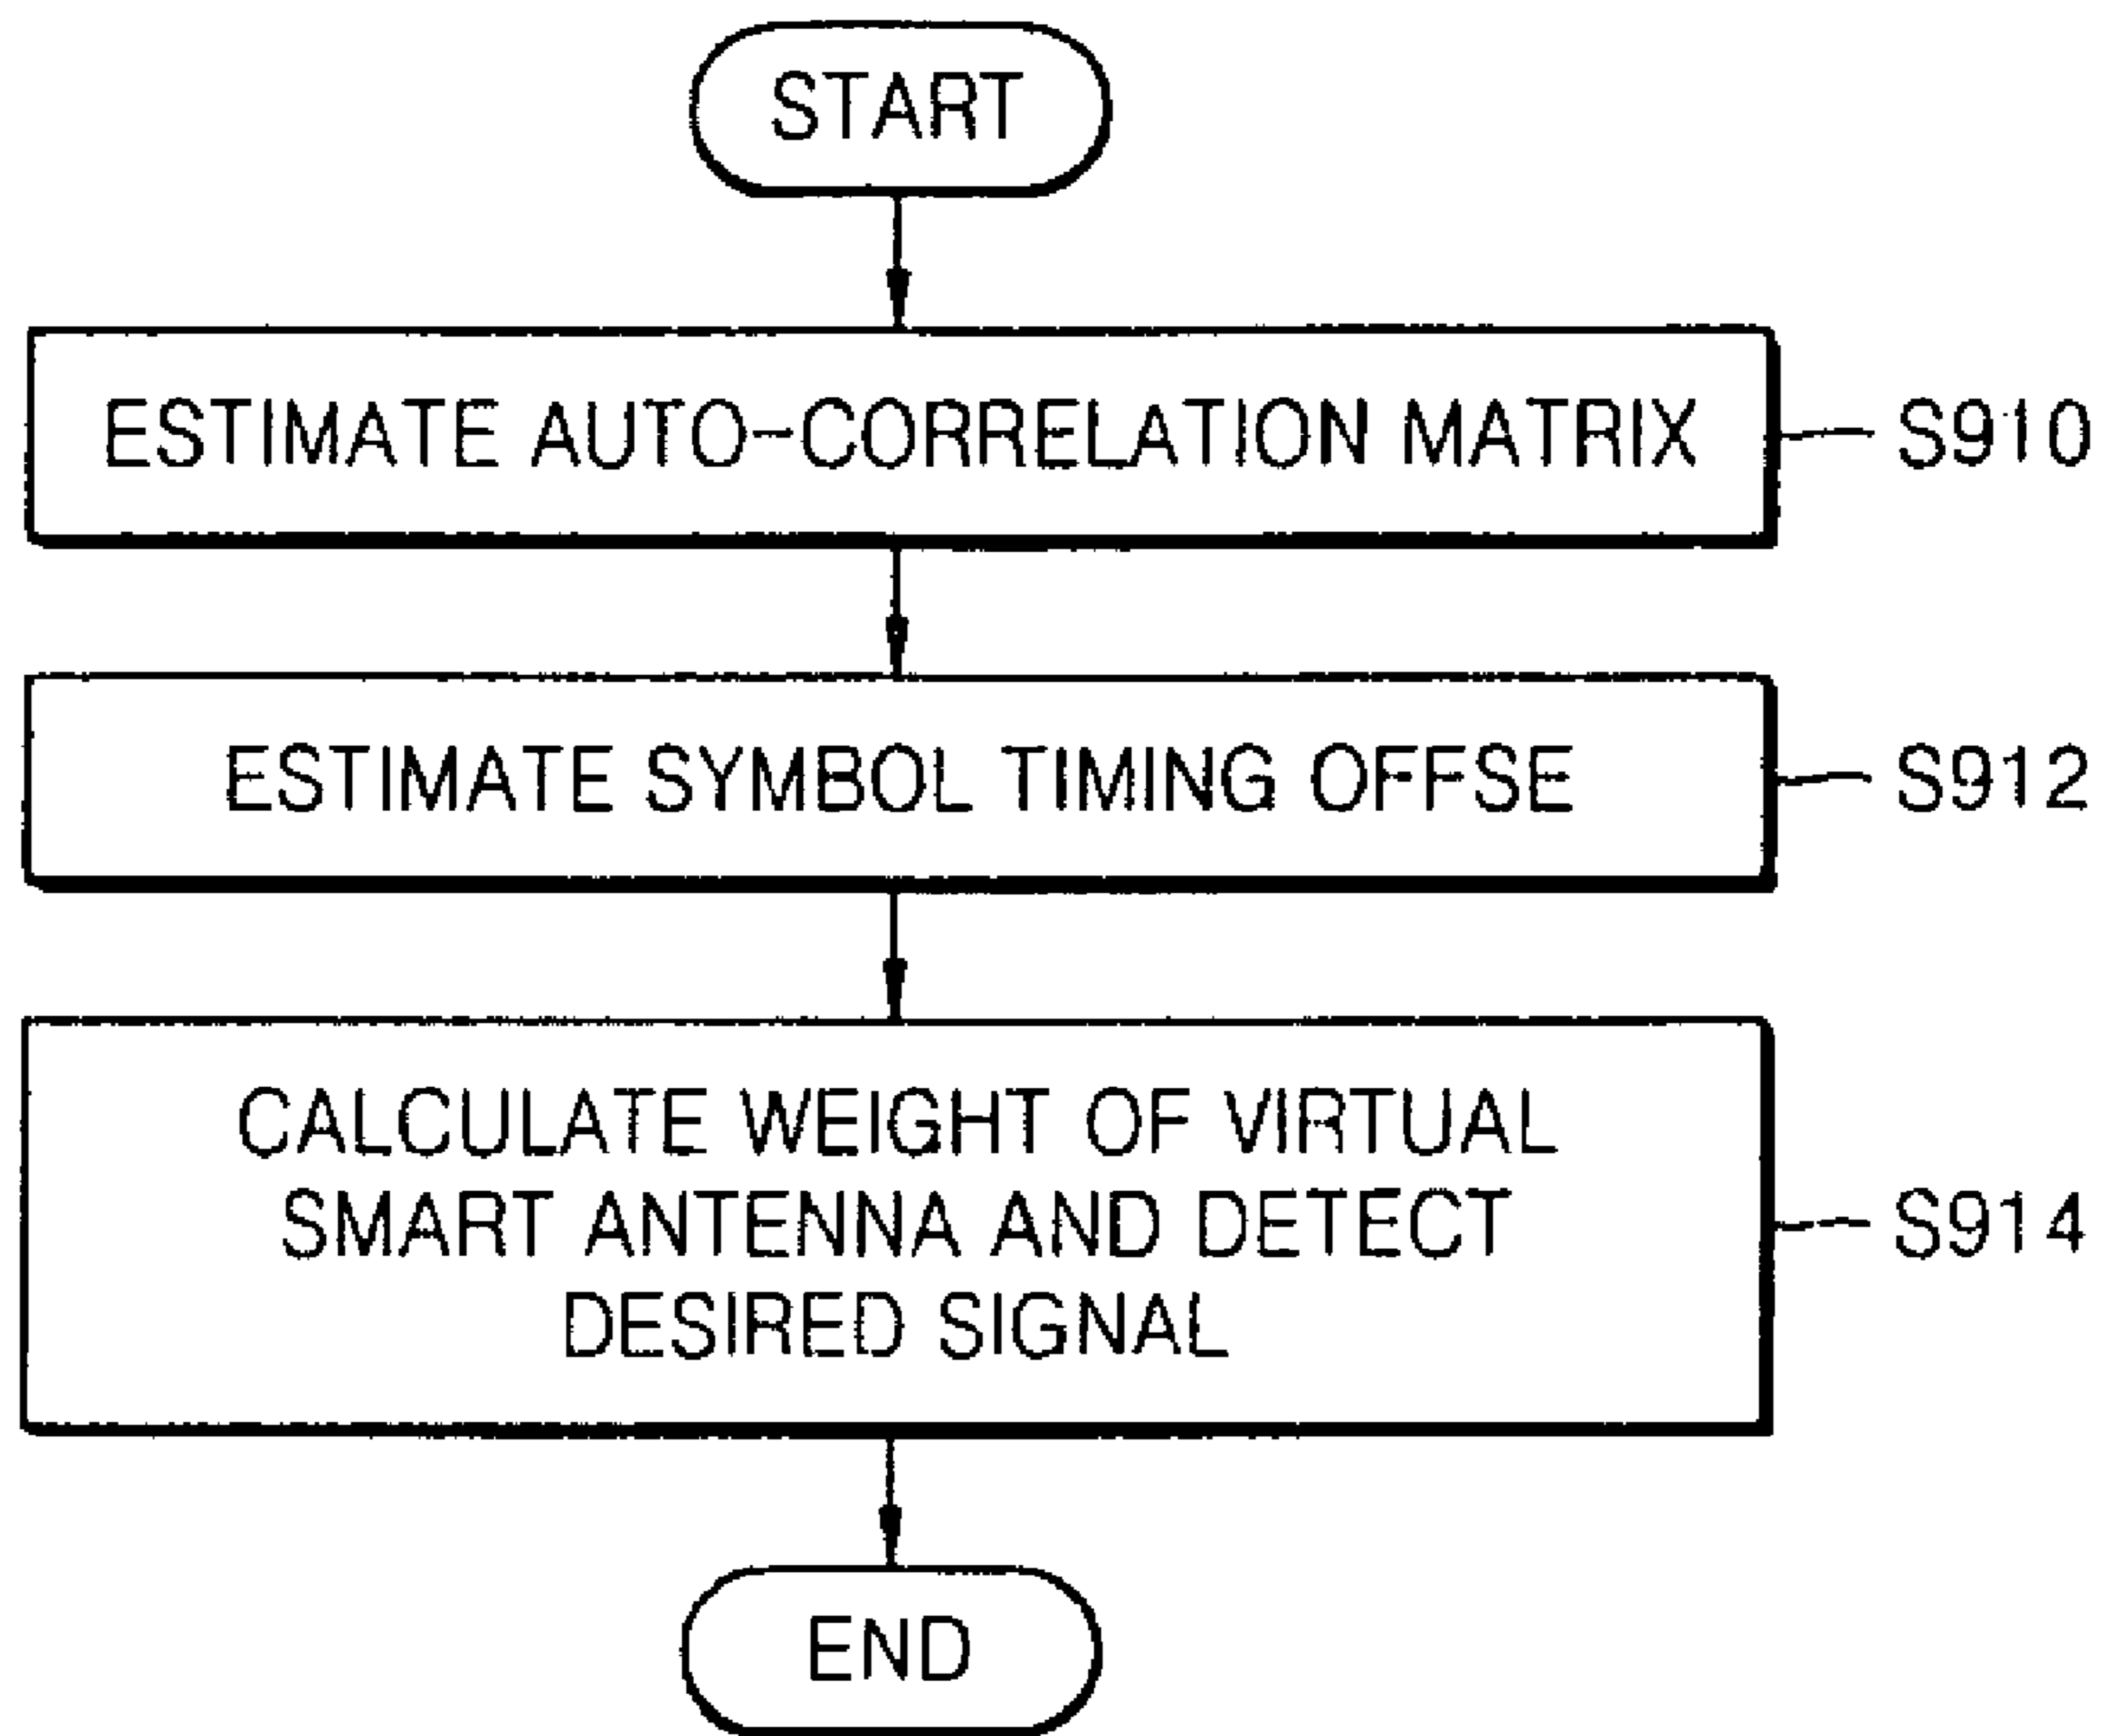 START
ESTIMATE AUTO-CORRELATION MATRIX
S910
ESTIMATE SYMBOL TIMING OFFSE
S912
CALCULATE WEIGHT OF VIRTUAL
SMART ANTENNA AND DETECT
DESIRED SIGNAL
S914
END